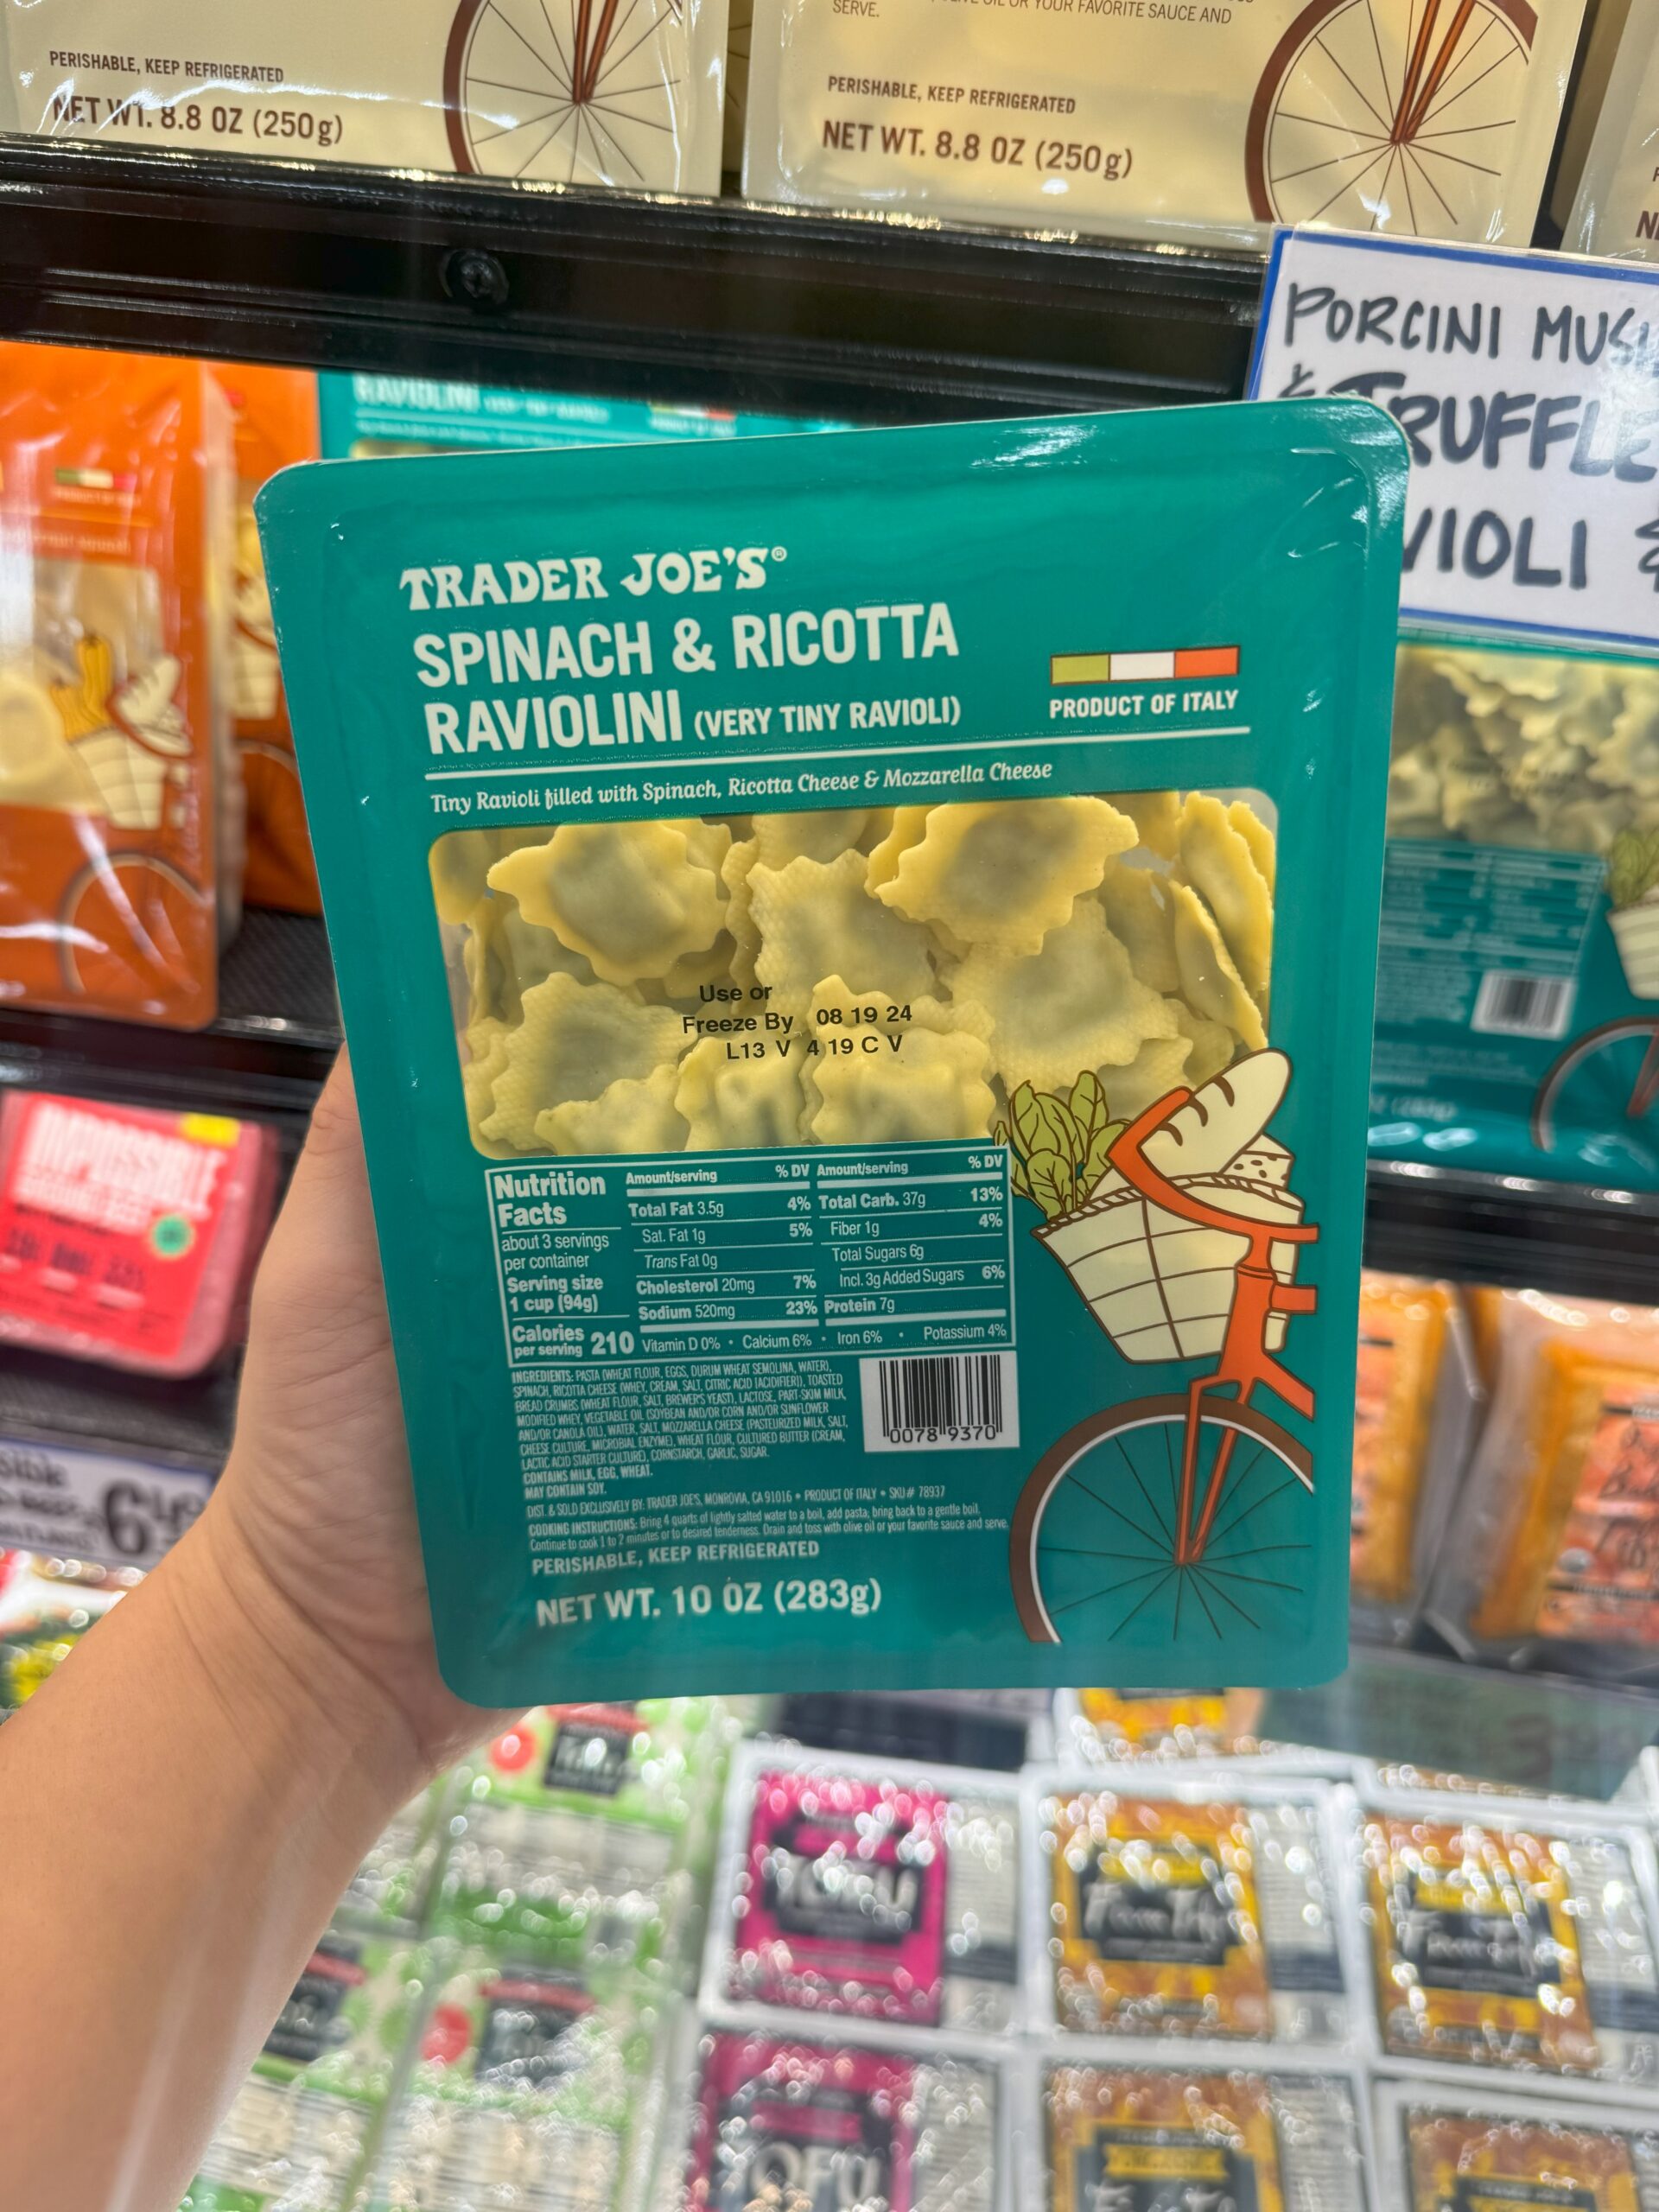 SERVE.
OIL OR YOUR FAVORITE SAUCE AND
PERISHABLE, KEEP REFRIGERATED
NET WT. 8.8 OZ (250g)
PERISHABLE, KEEP REFRIGERATED
NET WT. 8.8 OZ (250g)
PORCINI
& TRUFFLE
RAVIOLINI
TRADER JOE'S®
SPINACH & RICOTTA
RAVIOLINI (VERY TINY RAVIOLI)
PRODUCT OF ITALY
Tiny Ravioli filled with Spinach, Ricotta Cheese & Mozzarella Cheese
Use or
Freeze By 08 19 24
L13 V 4 19 C V
Nutrition
Facts
about 3 servings
per container
Serving size
1 cup (94g)
Calories
per serving 210
Amount/serving % DV
Total Fat 3.5g 4%
Sat. Fat 1g 5%
Trans Fat 0g
Cholesterol 20mg 7%
Sodium 520mg 23%
Amount/serving % DV
Total Carb. 37g 13%
Fiber 1g 4%
Total Sugars 6g
Incl. 3g Added Sugars 6%
Protein 7g
Vitamin D 0% • Calcium 6% • Iron 6% • Potassium 4%
INGREDIENTS: PASTA (WHEAT FLOUR, EGGS, DURUM WHEAT SEMOLINA, WATER),
SPINACH, RICOTTA CHEESE (WHEY, CREAM, SALT, CITRIC ACID [ACIDIFIER]), TOASTED
BREAD CRUMBS (WHEAT FLOUR, SALT, BREWER'S YEAST), LACTOSE, PART-SKIM MILK,
MODIFIED WHEY, VEGETABLE OIL (SOYBEAN AND/OR CORN AND/OR SUNFLOWER
AND/OR CANOLA OIL), WATER, SALT, MOZZARELLA CHEESE (PASTEURIZED MILK, SALT,
CHEESE CULTURE, MICROBIAL ENZYME), WHEAT FLOUR, CULTURED BUTTER (CREAM,
LACTIC ACID STARTER CULTURE), CORNSTARCH, GARLIC, SUGAR.
CONTAINS MILK, EGG, WHEAT.
MAY CONTAIN SOY.
0078 9370
DIST. & SOLD EXCLUSIVELY BY: TRADER JOE'S, MONROVIA, CA 91016 • PRODUCT OF ITALY • SKU# 78937
COOKING INSTRUCTIONS: Bring 4 quarts of lightly salted water to a boil, add pasta; bring back to a gentle boil.
Continue to cook 1 to 2 minutes or to desired tenderness. Drain and toss with olive oil or your favorite sauce and serve.
PERISHABLE, KEEP REFRIGERATED
NET WT. 10 OZ (283g)
IMPOSSIBLE
TOFU
TOFU